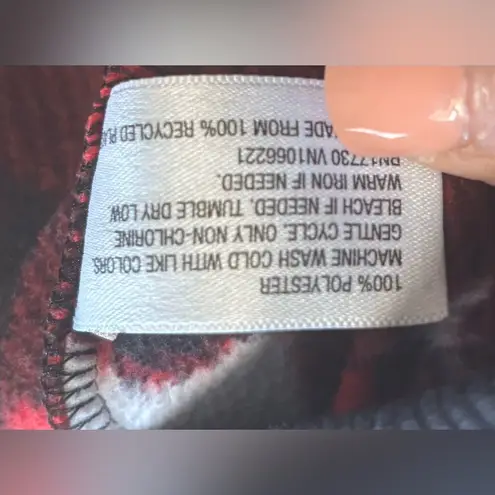 100% POLYESTER
MACHINE WASH COLD WITH LIKE COLORS.
GENTLE CYCLE. ONLY NON-CHLORINE
BLEACH IF NEEDED. TUMBLE DRY LOW
WARM IRON IF NEEDED.
RN17730 VN1066221
MADE FROM 100% RECYCLED